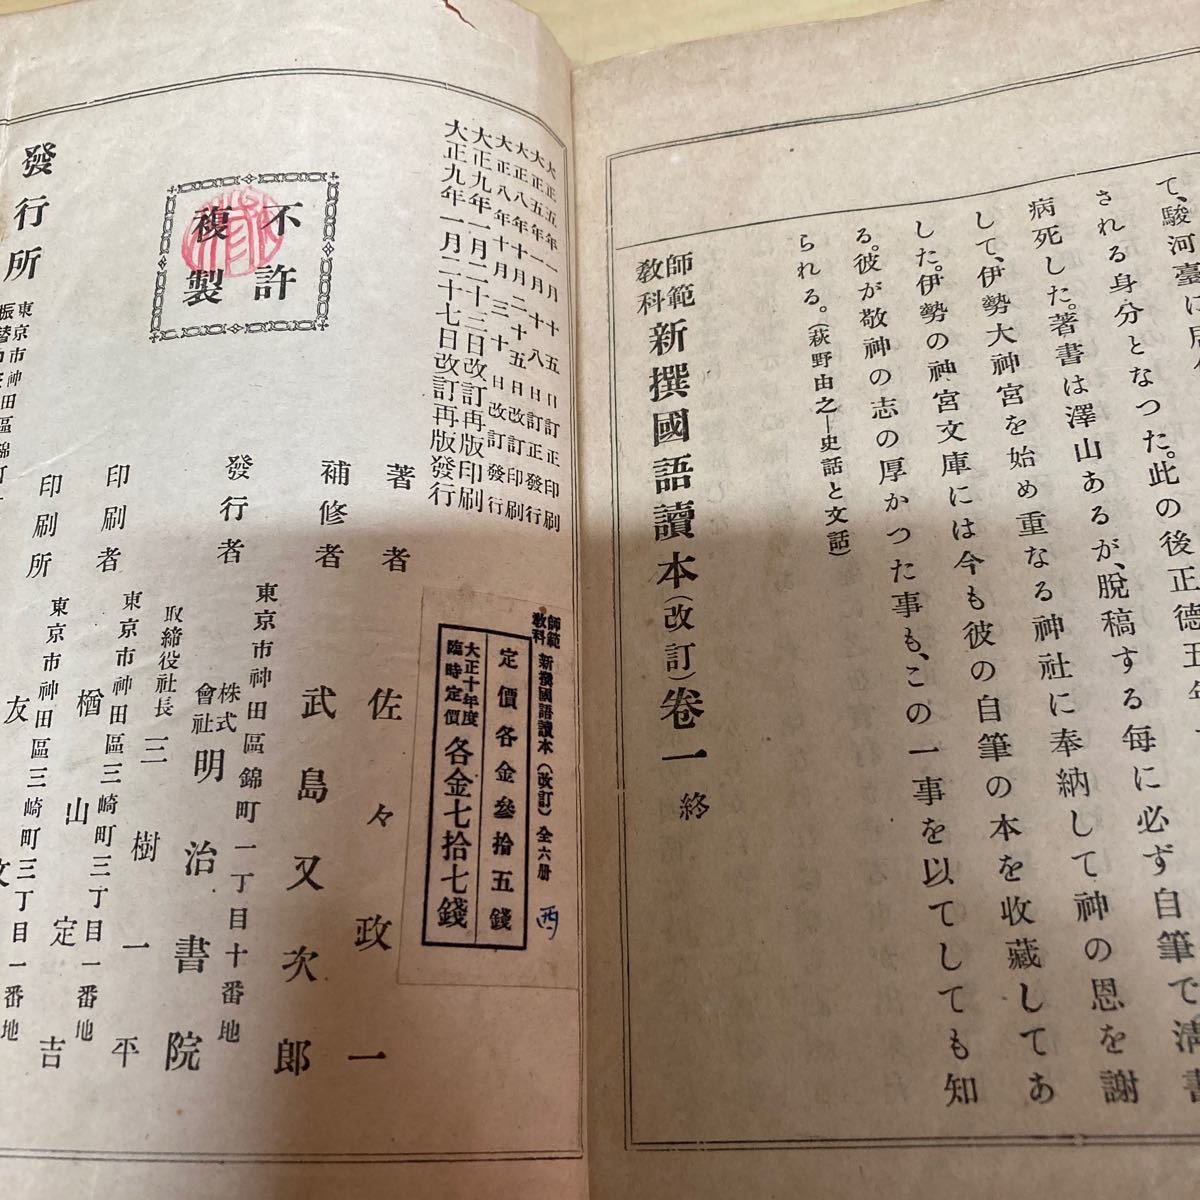 て、駿河臺に
される身分となつた。此の後正德五年
病死した。著書は澤山あるが、脫稿する每に必ず自筆で淸書
して、伊勢大神宮を始め重なる神社に奉納して神の恩を謝
した。伊勢の神宮文庫には今も彼の自筆の本を收藏してあ
る。彼が敬神の志の厚かつた事も、この一事を以てしても知
られる。(萩野由之―史話と文話)
師範敎科新撰國語讀本(改訂)卷一 終
大正五年一月十五日訂正印刷
大正五年一月十八日訂正發行
大正八年十月二十五日改訂印刷
大正八年十月三十日改訂發行
大正九年一月二十三日改訂再版印刷
大正九年一月二十七日改訂再版發行
不許
複製
師範敎科 新撰國語讀本(改訂)全六册
西
定價各金參拾五錢
大正十年度臨時定價 各金七拾七錢
著者 佐々政一
補修者 武島又次郎
東京市神田區錦町一丁目十番地
發行者 株式會社 明治書院
取締役社長 三樹一平
東京市神田區三崎町三丁目一番地
印刷者 楢山定吉
東京市神田區三崎町三丁目一番地
印刷所 友文
東京市神田區錦町一
振替
發行所